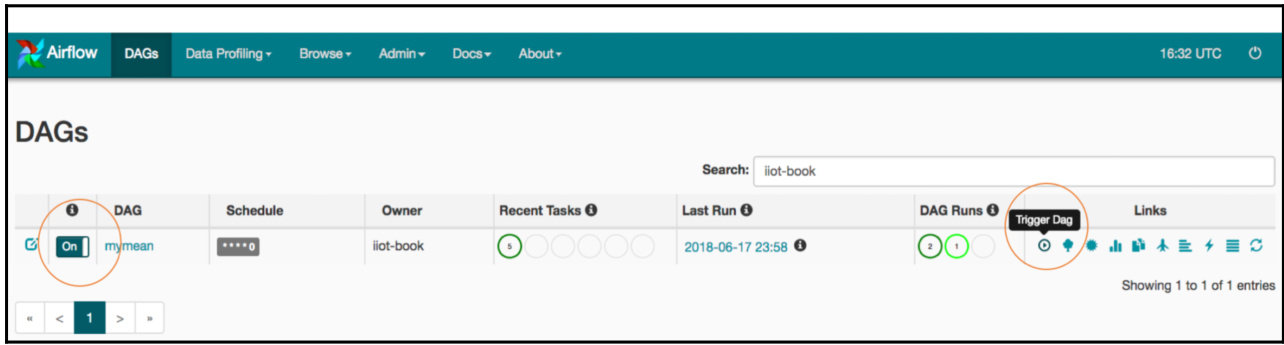 Airflow DAGs Data Profiling Browse Admin Docs About 16:32 UTC
DAGs
Search: iiot-book
DAG Schedule Owner Recent Tasks Last Run DAG Runs Links
Trigger Dag
On mymean ****0 iiot-book 5 2018-06-17 23:58 2 1
Showing 1 to 1 of 1 entries
« < 1 > »